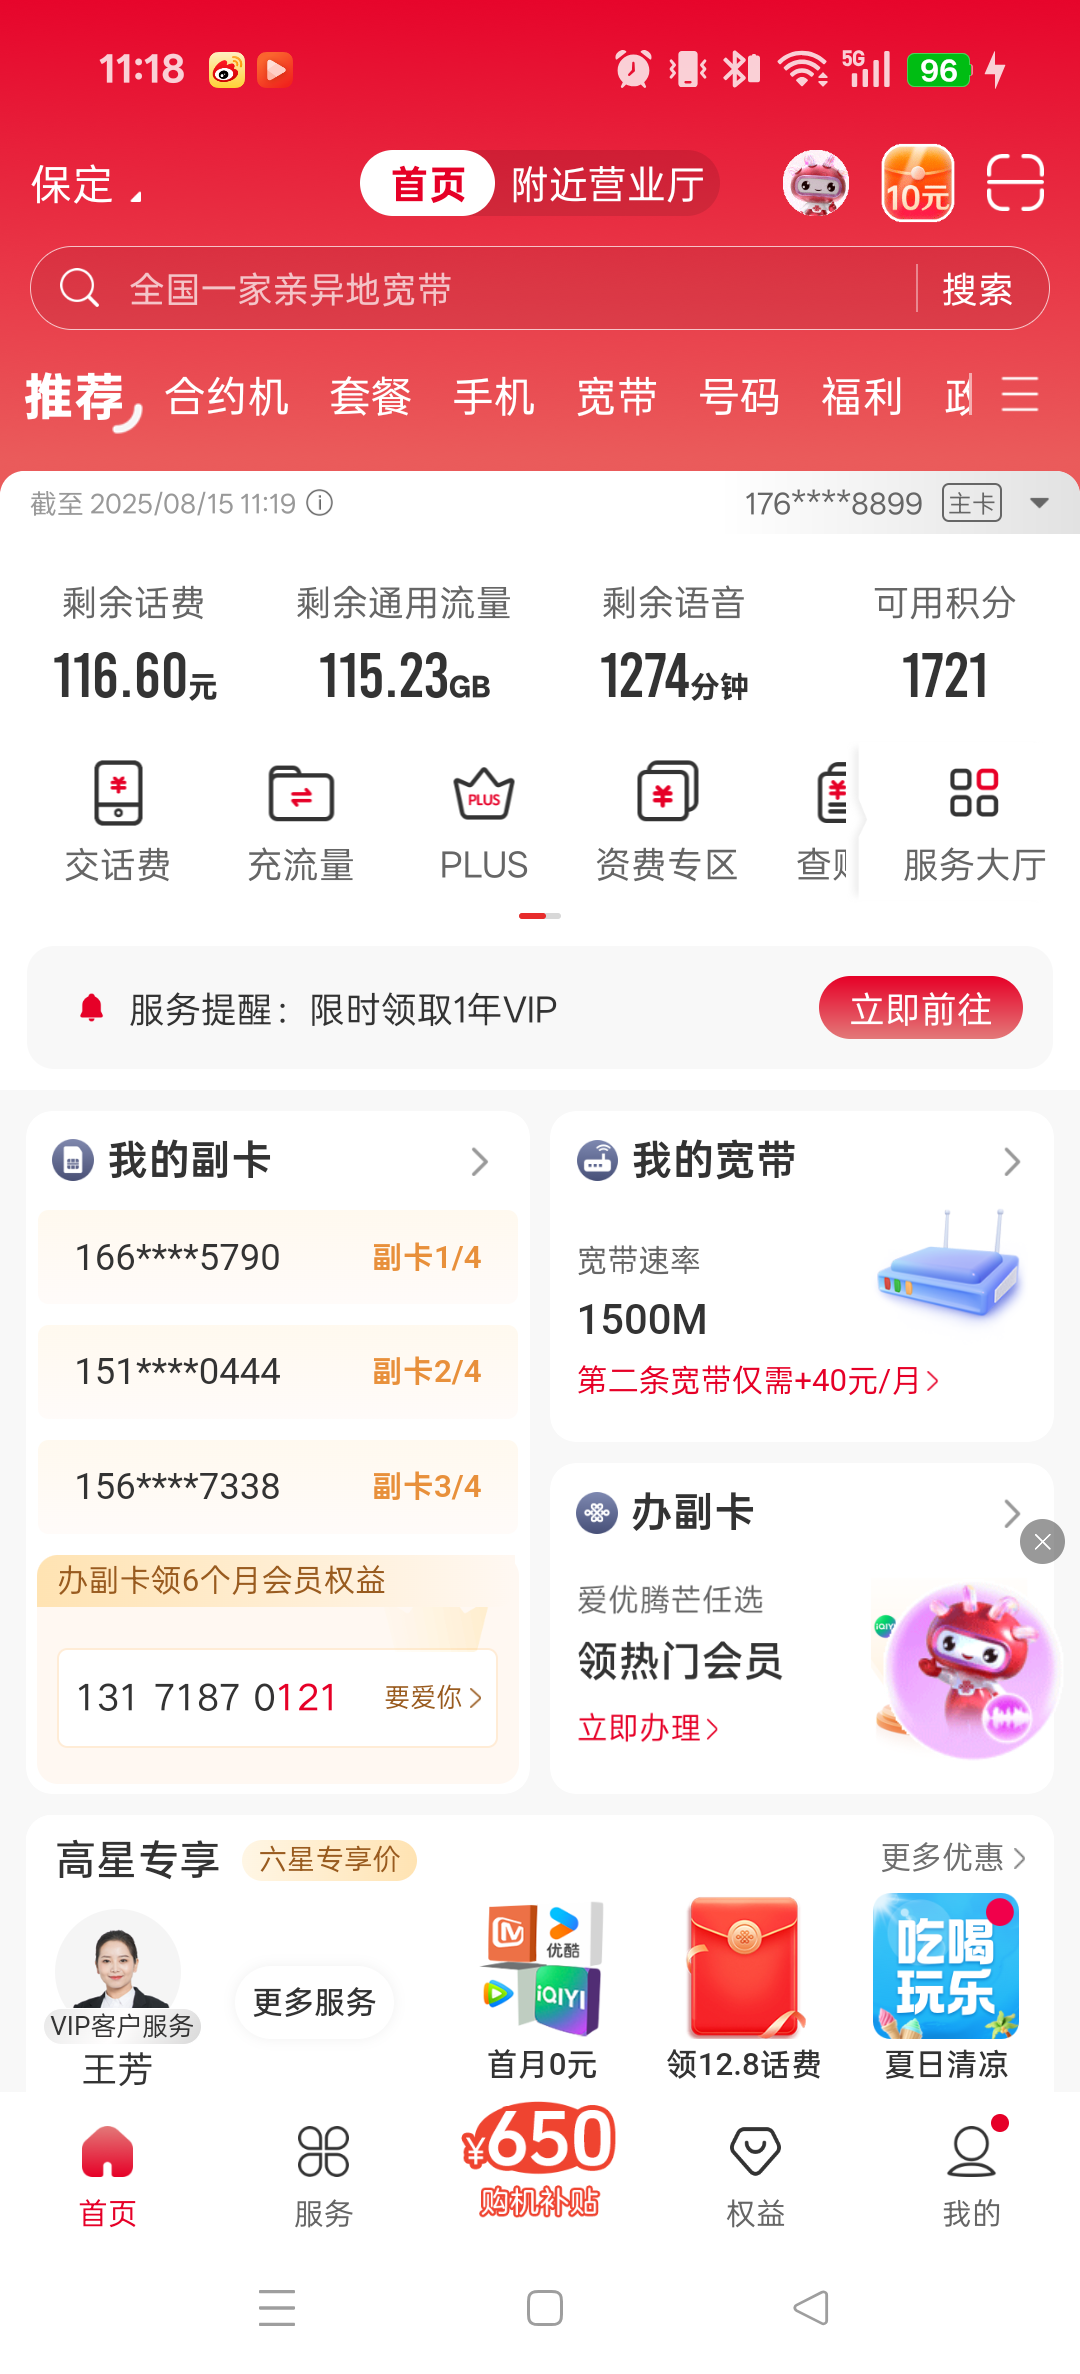 11:18
5G
96
保定
首页
附近营业厅
10元
全国一家亲异地宽带
搜索
推荐
合约机
套餐
手机
宽带
号码
福利
截至 2025/08/15 11:19
176****8899
主卡
剩余话费
剩余通用流量
剩余语音
可用积分
116.60元
115.23GB
1274分钟
1721
PLUS
交话费
充流量
PLUS
资费专区
服务大厅
服务提醒：限时领取1年VIP
立即前往
我的副卡
166****5790
副卡1/4
151****0444
副卡2/4
156****7338
副卡3/4
办副卡领6个月会员权益
131 7187 0121
要爱你
我的宽带
宽带速率
1500M
第二条宽带仅需+40元/月
办副卡
爱优腾芒任选
领热门会员
立即办理
高星专享
六星专享价
更多优惠
VIP客户服务
王芳
更多服务
优酷
iQIYI
首月0元
领12.8话费
吃喝
玩乐
夏日清凉
首页
服务
¥650
购机补贴
权益
我的